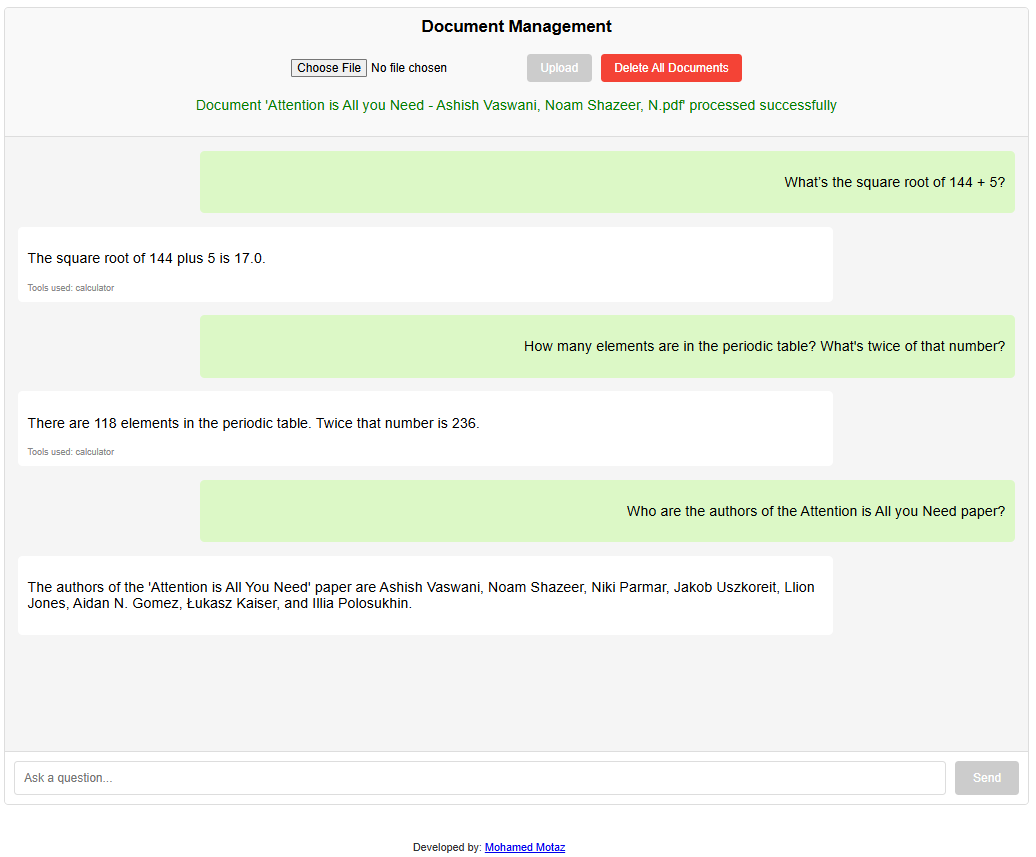 Document Management
Choose File No file chosen Upload Delete All Documents
Document 'Attention is All you Need - Ashish Vaswani, Noam Shazeer, N.pdf' processed successfully
What's the square root of 144 + 5?
The square root of 144 plus 5 is 17.0.
Tools used: calculator
How many elements are in the periodic table? What's twice of that number?
There are 118 elements in the periodic table. Twice that number is 236.
Tools used: calculator
Who are the authors of the Attention is All you Need paper?
The authors of the 'Attention is All You Need' paper are Ashish Vaswani, Noam Shazeer, Niki Parmar, Jakob Uszkoreit, Llion
Jones, Aidan N. Gomez, Łukasz Kaiser, and Illia Polosukhin.
Ask a question... Send
Developed by: Mohamed Motaz